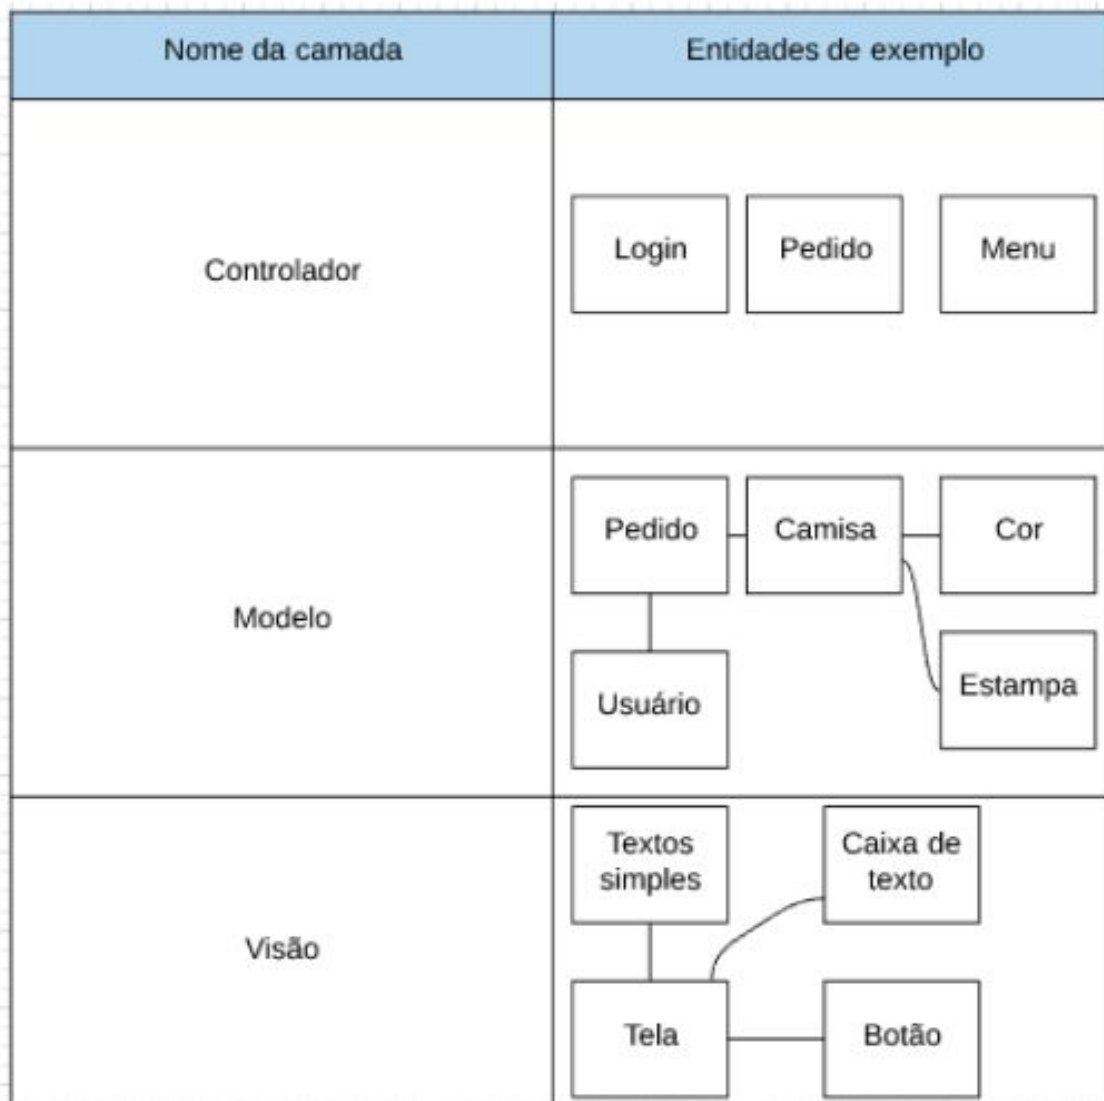 Nome da camada
Entidades de exemplo
Controlador
Login
Pedido
Menu
Modelo
Pedido
Camisa
Cor
Usuário
Estampa
Visão
Textos
simples
Caixa de
texto
Tela
Botão